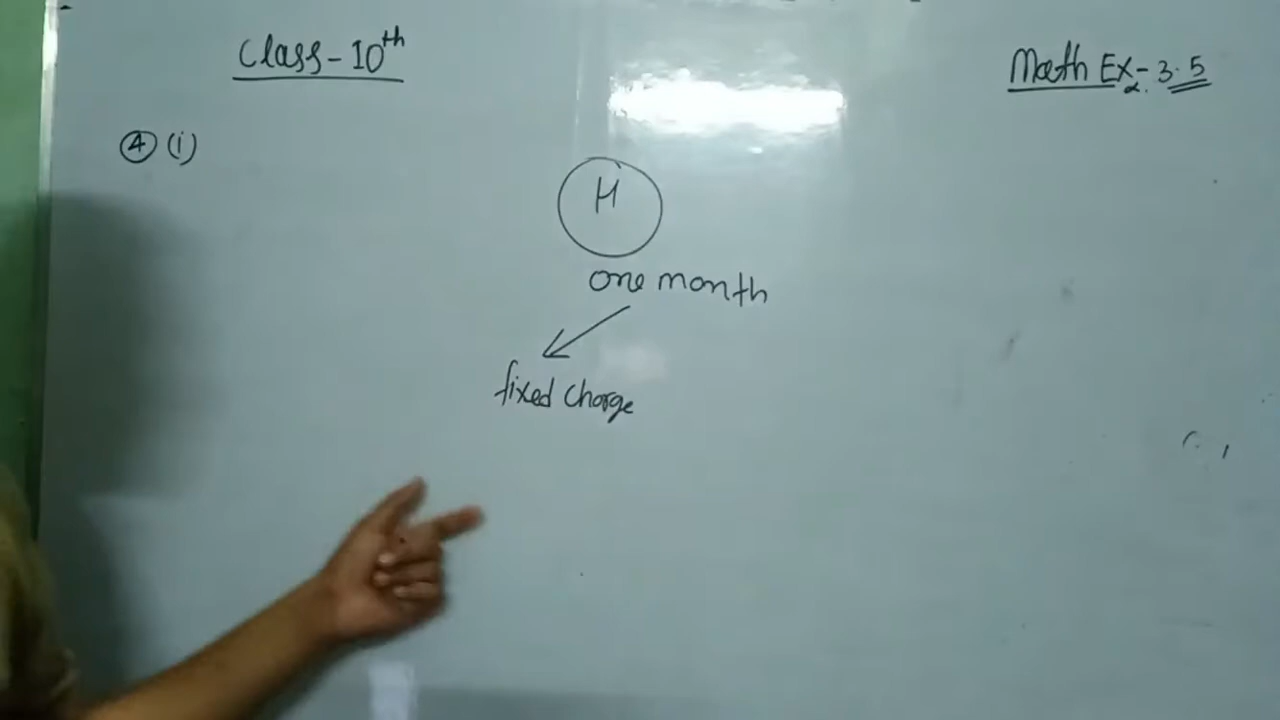 Class-10th
Math Ex-3.5
④ (i)
H
one month
fixed charge